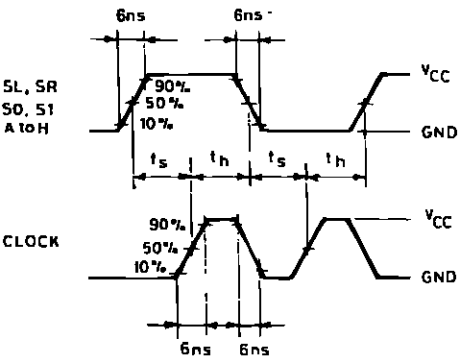 6ns 6ns
SL, SR
S0, S1
A to H
90%
50%
10%
VCC
GND
ts th ts th
CLOCK
90%
50%
10%
VCC
GND
6ns 6ns